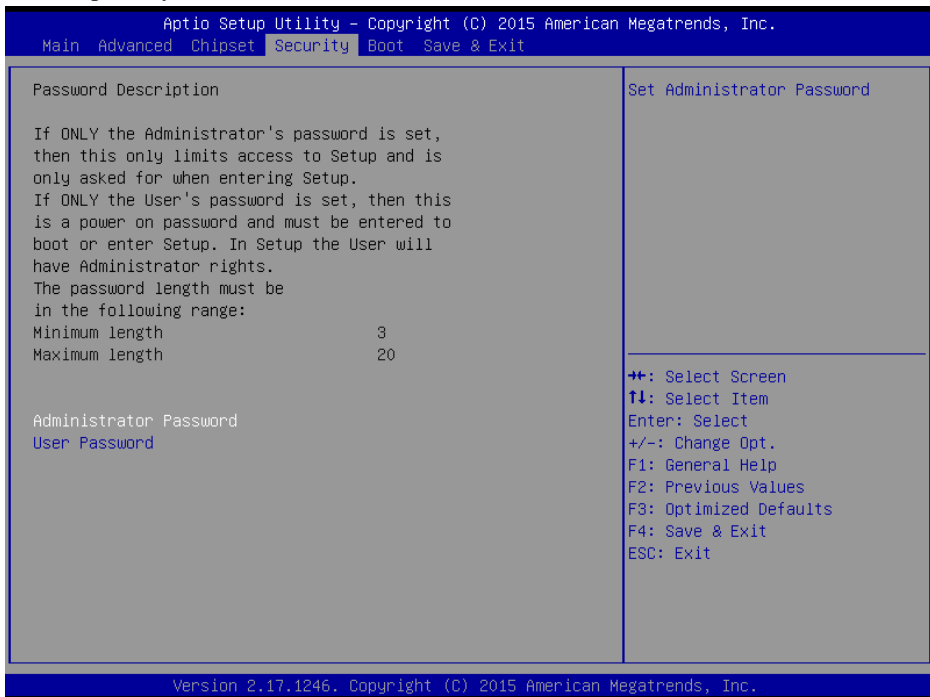 Aptio Setup Utility – Copyright (C) 2015 American Megatrends, Inc.
Main Advanced Chipset Security Boot Save & Exit
Password Description
If ONLY the Administrator's password is set,
then this only limits access to Setup and is
only asked for when entering Setup.
If ONLY the User's password is set, then this
is a power on password and must be entered to
boot or enter Setup. In Setup the User will
have Administrator rights.
The password length must be
in the following range:
Minimum length 3
Maximum length 20
Administrator Password
User Password
Set Administrator Password
→←: Select Screen
↑↓: Select Item
Enter: Select
+/-: Change Opt.
F1: General Help
F2: Previous Values
F3: Optimized Defaults
F4: Save & Exit
ESC: Exit
Version 2.17.1246. Copyright (C) 2015 American Megatrends, Inc.